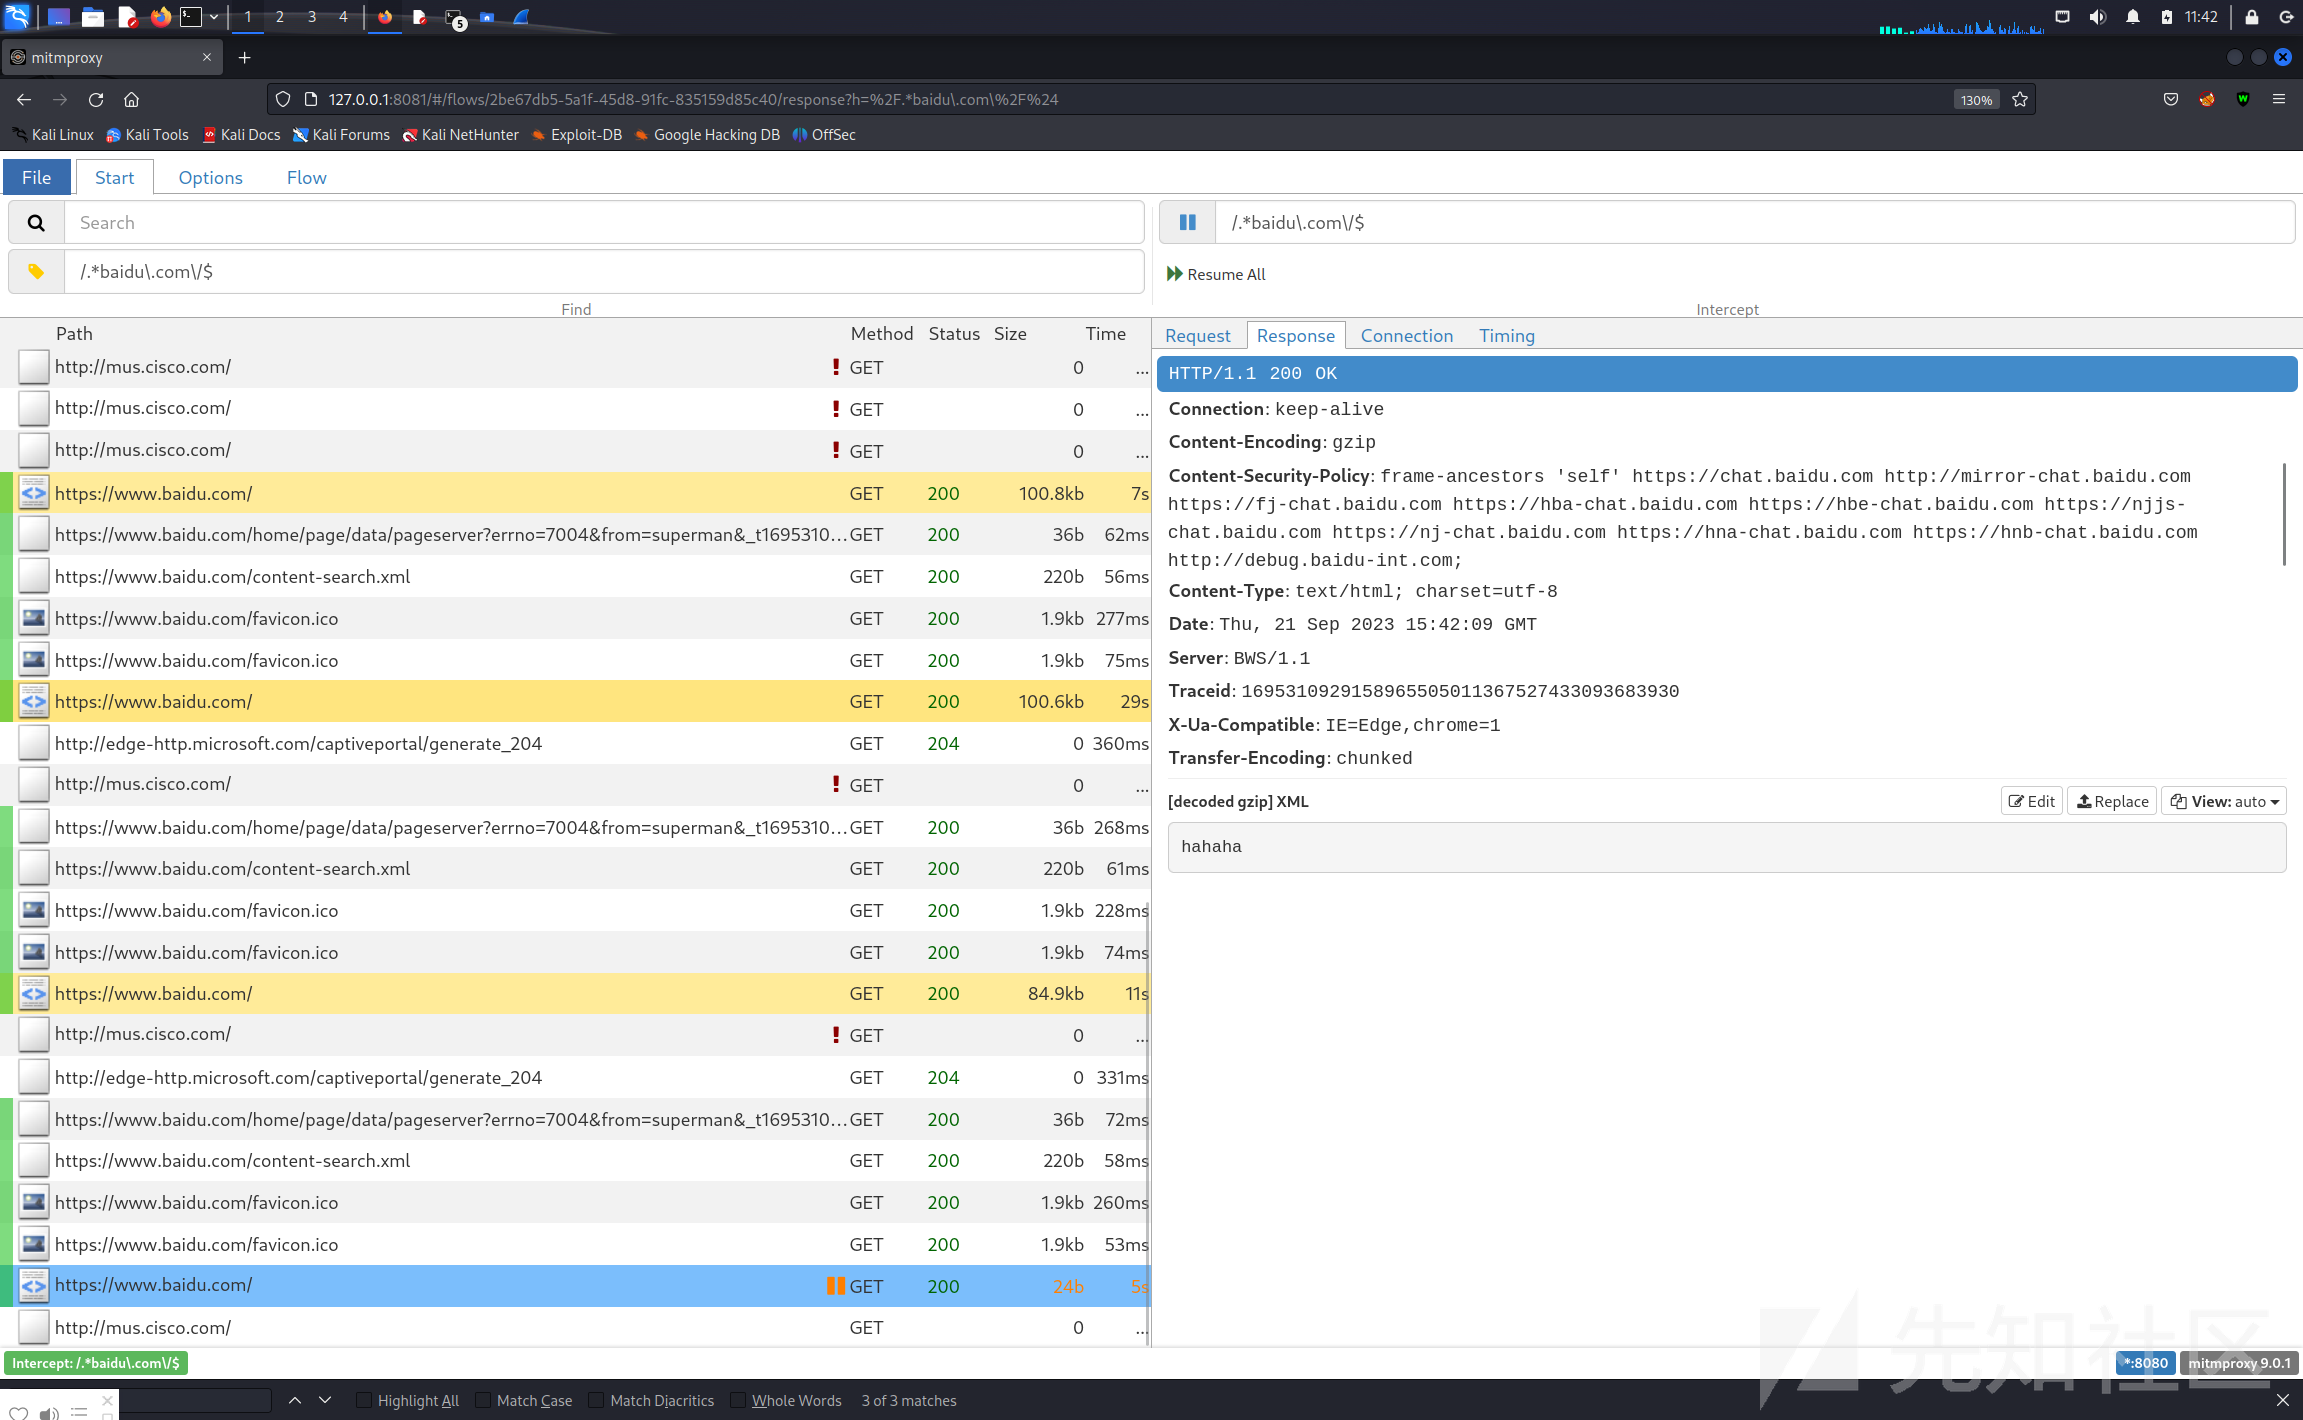 1 2 3 4 5 11:42
mitmproxy
127.0.0.1:8081/#/flows/2be67db5-5a1f-45d8-91fc-835159d85c40/response?h=%2F.*baidu\.com\%2F%24 130%
Kali Linux Kali Tools Kali Docs Kali Forums Kali NetHunter Exploit-DB Google Hacking DB OffSec
File Start Options Flow
Search
/.*baidu\.com\/$
/.*baidu\.com\/$
Resume All
Find
Intercept
Path Method Status Size Time
http://mus.cisco.com/ ! GET 0 ...
http://mus.cisco.com/ ! GET 0 ...
http://mus.cisco.com/ ! GET 0 ...
https://www.baidu.com/ GET 200 100.8kb 7s
https://www.baidu.com/home/page/data/pageserver?errno=7004&from=superman&_t1695310... GET 200 36b 62ms
https://www.baidu.com/content-search.xml GET 200 220b 56ms
https://www.baidu.com/favicon.ico GET 200 1.9kb 277ms
https://www.baidu.com/favicon.ico GET 200 1.9kb 75ms
https://www.baidu.com/ GET 200 100.6kb 29s
http://edge-http.microsoft.com/captiveportal/generate_204 GET 204 0 360ms
http://mus.cisco.com/ ! GET 0 ...
https://www.baidu.com/home/page/data/pageserver?errno=7004&from=superman&_t1695310... GET 200 36b 268ms
https://www.baidu.com/content-search.xml GET 200 220b 61ms
https://www.baidu.com/favicon.ico GET 200 1.9kb 228ms
https://www.baidu.com/favicon.ico GET 200 1.9kb 74ms
https://www.baidu.com/ GET 200 84.9kb 11s
http://mus.cisco.com/ ! GET 0 ...
http://edge-http.microsoft.com/captiveportal/generate_204 GET 204 0 331ms
https://www.baidu.com/home/page/data/pageserver?errno=7004&from=superman&_t1695310... GET 200 36b 72ms
https://www.baidu.com/content-search.xml GET 200 220b 58ms
https://www.baidu.com/favicon.ico GET 200 1.9kb 260ms
https://www.baidu.com/favicon.ico GET 200 1.9kb 53ms
https://www.baidu.com/ GET 200 24b 5s
http://mus.cisco.com/ GET 0 ...
Request Response Connection Timing
HTTP/1.1 200 OK
Connection: keep-alive
Content-Encoding: gzip
Content-Security-Policy: frame-ancestors 'self' https://chat.baidu.com http://mirror-chat.baidu.com
https://fj-chat.baidu.com https://hba-chat.baidu.com https://hbe-chat.baidu.com https://njjs-
chat.baidu.com https://nj-chat.baidu.com https://hna-chat.baidu.com https://hnb-chat.baidu.com
http://debug.baidu-int.com;
Content-Type: text/html; charset=utf-8
Date: Thu, 21 Sep 2023 15:42:09 GMT
Server: BWS/1.1
Traceid: 1695310929158965505011367527433093683930
X-Ua-Compatible: IE=Edge,chrome=1
Transfer-Encoding: chunked
[decoded gzip] XML Edit Replace View: auto
hahaha
先知社区
Intercept: /.*baidu\.com\/$ *:8080 mitmproxy 9.0.1
Highlight All Match Case Match Diacritics Whole Words 3 of 3 matches